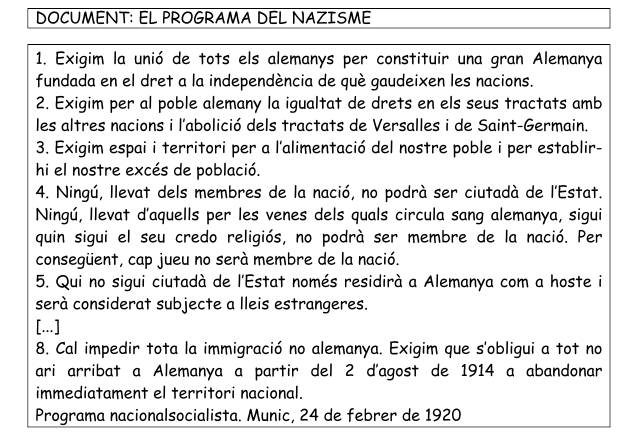 DOCUMENT: EL PROGRAMA DEL NAZISME
1. Exigim la unió de tots els alemanys per constituir una gran Alemanya
fundada en el dret a la independència de què gaudeixen les nacions.
2. Exigim per al poble alemany la igualtat de drets en els seus tractats amb
les altres nacions i l'abolició dels tractats de Versalles i de Saint-Germain.
3. Exigim espai i territori per a l'alimentació del nostre poble i per establir-
hi el nostre excés de població.
4. Ningú, llevat dels membres de la nació, no podrà ser ciutadà de l'Estat.
Ningú, llevat d'aquells per les venes dels quals circula sang alemanya, sigui
quin sigui el seu credo religiós, no podrà ser membre de la nació. Per
consegüent, cap jueu no serà membre de la nació.
5. Qui no sigui ciutadà de l'Estat només residirà a Alemanya com a hoste i
serà considerat subjecte a lleis estrangeres.
[...]
8. Cal impedir tota la immigració no alemanya. Exigim que s'obligui a tot no
ari arribat a Alemanya a partir del 2 d'agost de 1914 a abandonar
immediatament el territori nacional.
Programa nacionalsocialista. Munic, 24 de febrer de 1920